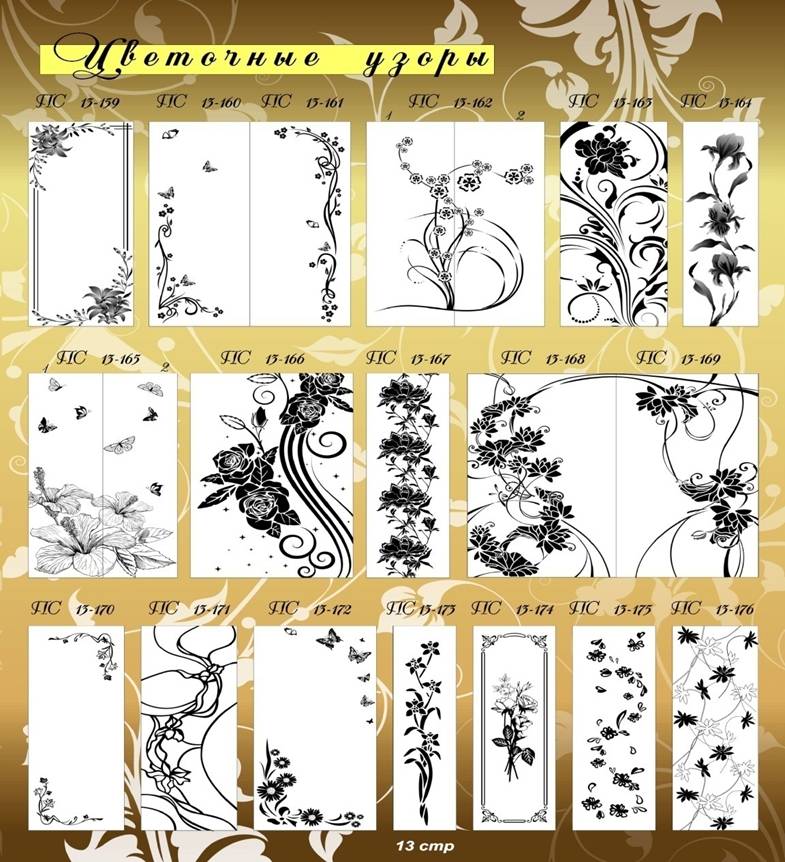 Цветочные узоры
ПС 13-159 ПС 13-160 ПС 13-161 ПС 13-162 ПС 13-163 ПС 13-164
1 2
ПС 13-165 ПС 13-166 ПС 13-167 ПС 13-168 ПС 13-169
1 2
ПС 13-170 ПС 13-171 ПС 13-172 ПС 13-173 ПС 13-174 ПС 13-175 ПС 13-176
13 стр